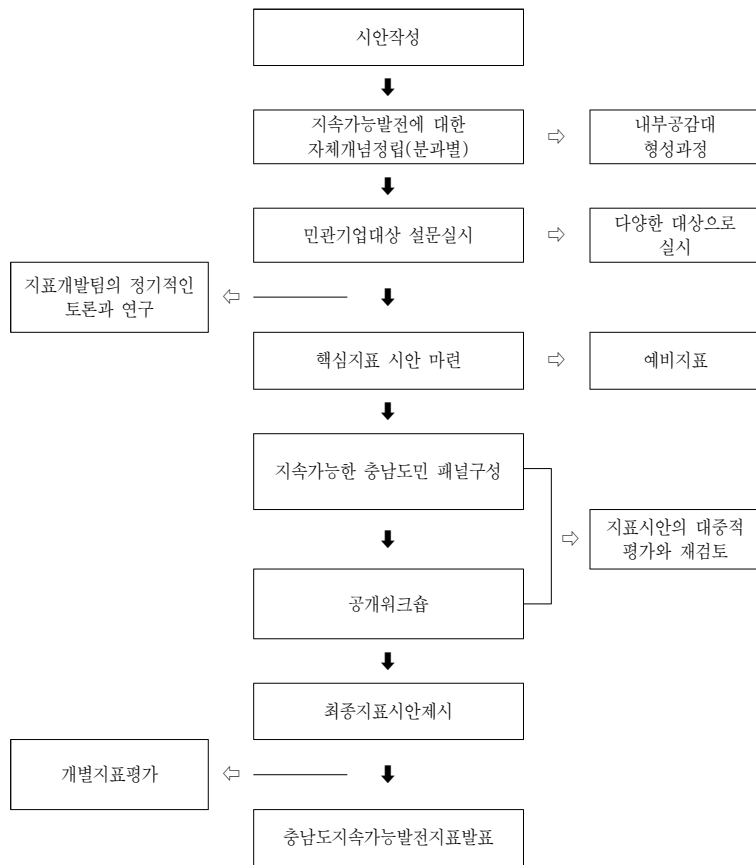 시안작성
지속가능발전에 대한
자체개념정립(분과별)
내부공감대
형성과정
민관기업대상 설문실시
다양한 대상으로
실시
지표개발팀의 정기적인
토론과 연구
핵심지표 시안 마련
예비지표
지속가능한 충남도민 패널구성
지표시안의 대중적
평가와 재검토
공개워크숍
최종지표시안제시
개별지표평가
충남도지속가능발전지표발표